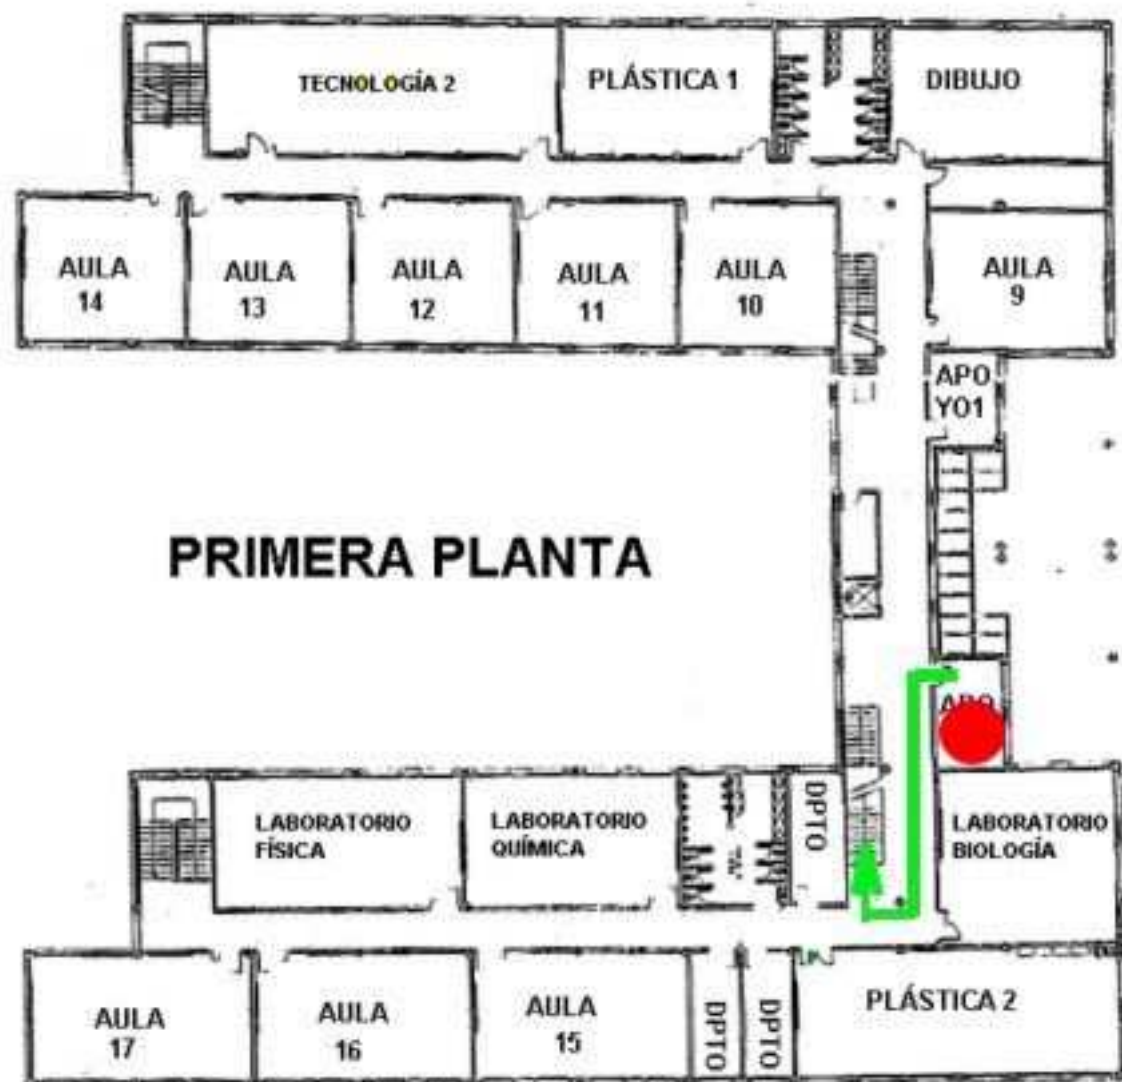 TECNOLOGÍA 2
PLÁSTICA 1
DIBUJO
AULA
14
AULA
13
AULA
12
AULA
11
AULA
10
AULA
9
APO
YO1
PRIMERA PLANTA
LABORATORIO
FÍSICA
LABORATORIO
QUÍMICA
DPTO
LABORATORIO
BIOLOGÍA
AULA
17
AULA
16
AULA
15
DPTO
DPTO
PLÁSTICA 2